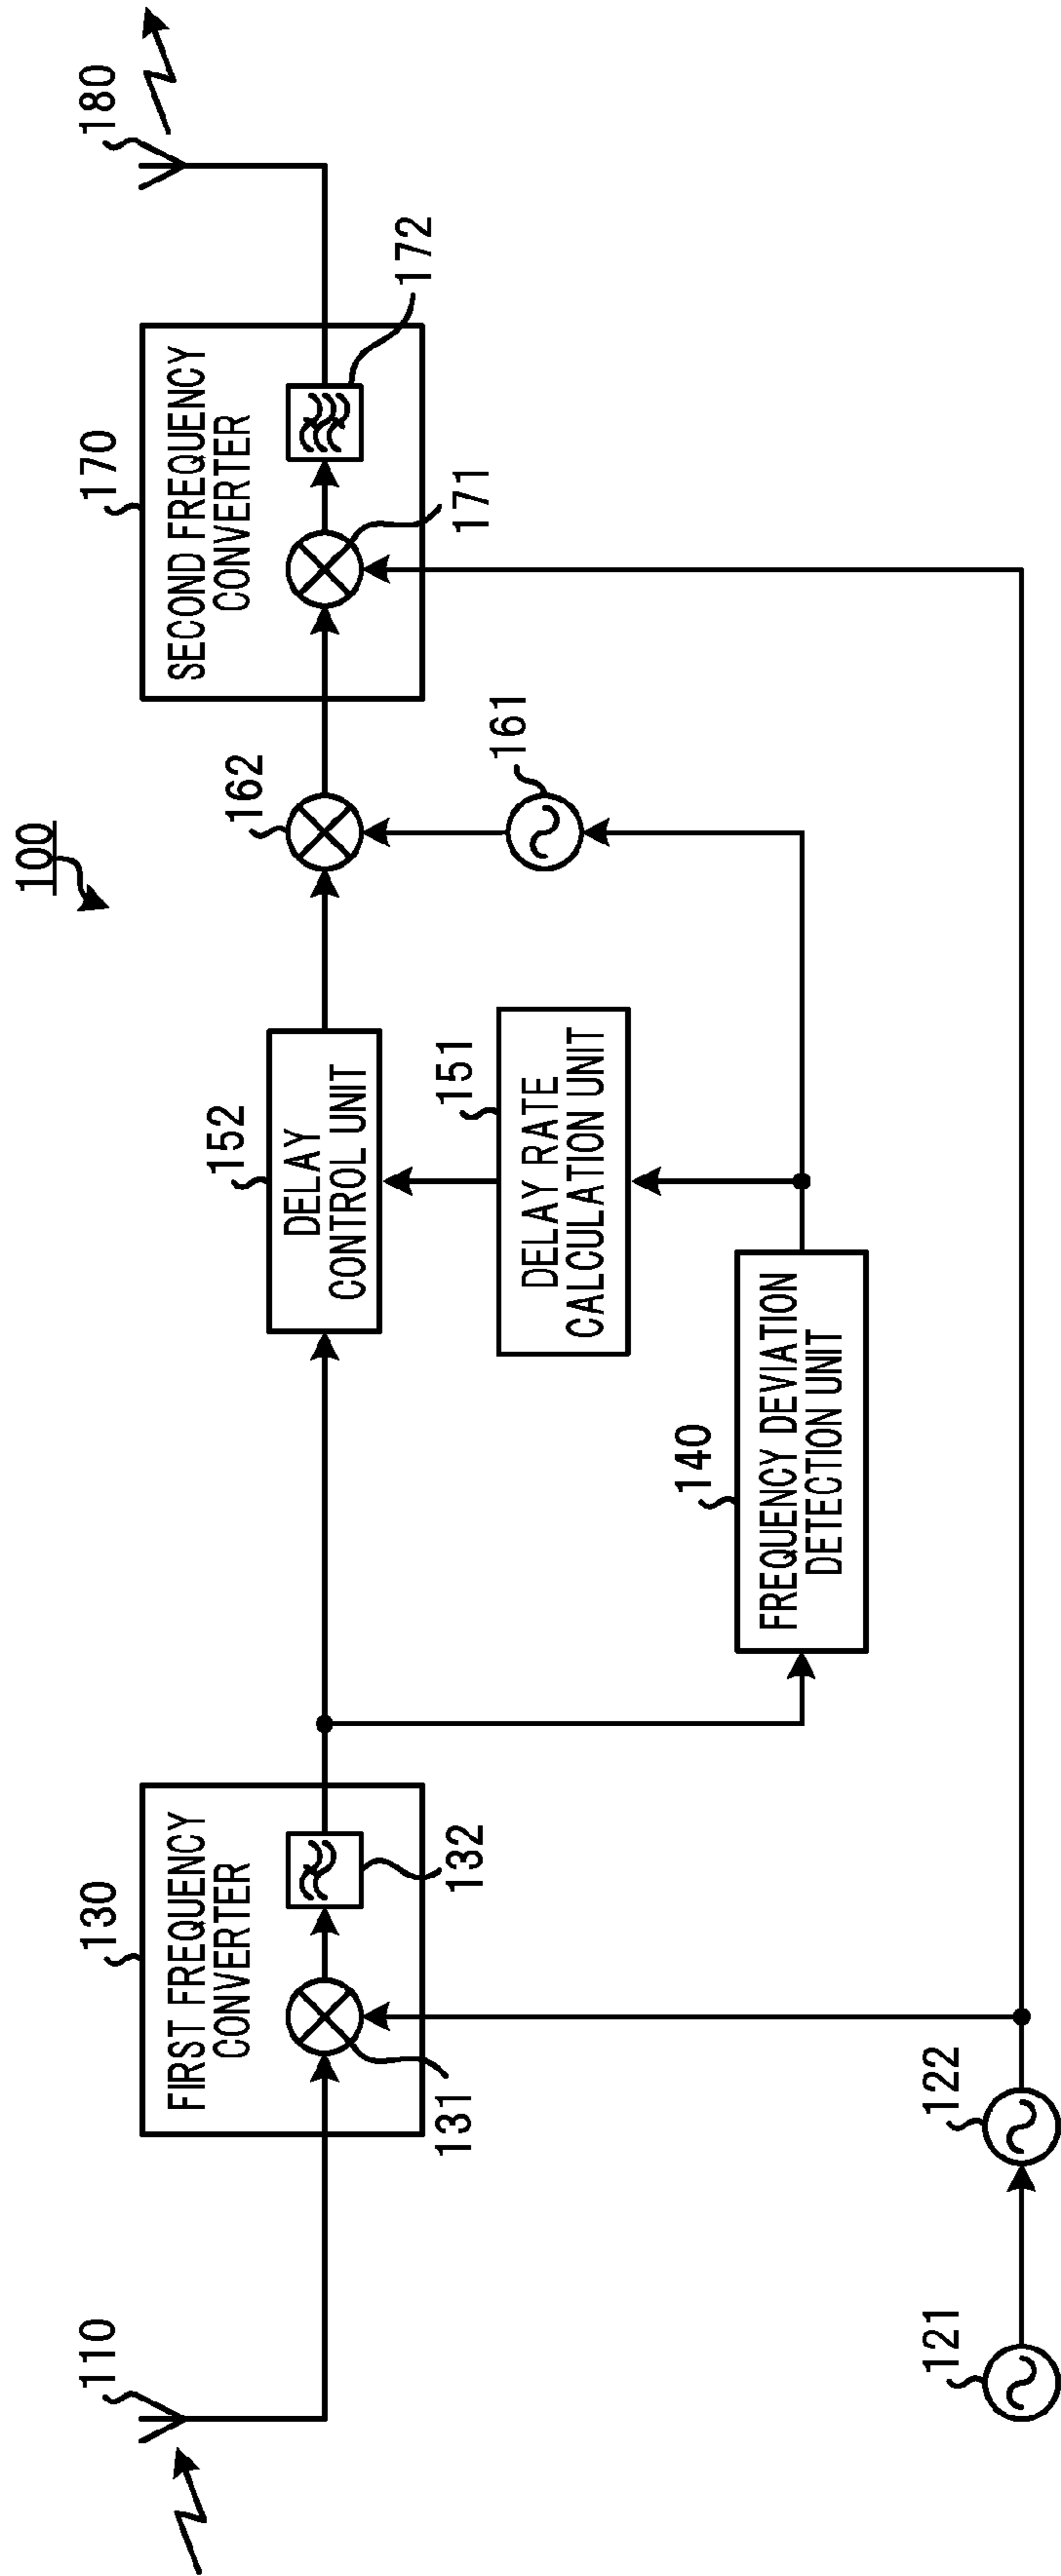 100
110
130
FIRST FREQUENCY
CONVERTER
131
132
121
122
140
FREQUENCY DEVIATION
DETECTION UNIT
152
DELAY
CONTROL UNIT
151
DELAY RATE
CALCULATION UNIT
162
161
170
SECOND FREQUENCY
CONVERTER
171
172
180